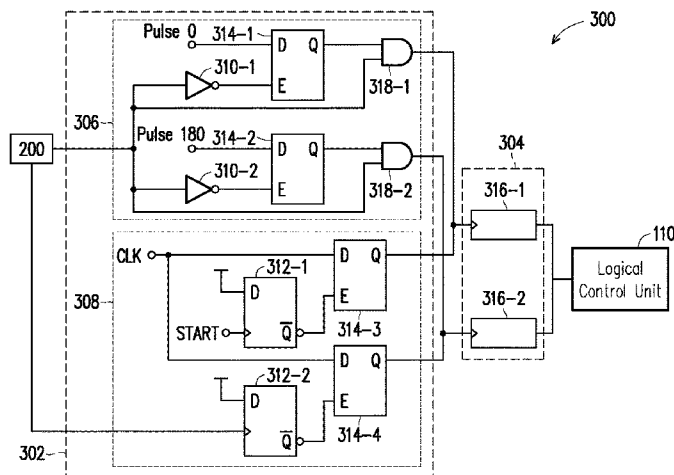 300
Pulse 0
314-1
D Q
310-1
E
318-1
306
Pulse 180
314-2
D Q
200
310-2
E
318-2
304
316-1
110
Logical
Control Unit
CLK
312-1
D Q
308
D
E
START
Q
314-3
316-2
312-2
D Q
D
E
Q
314-4
302